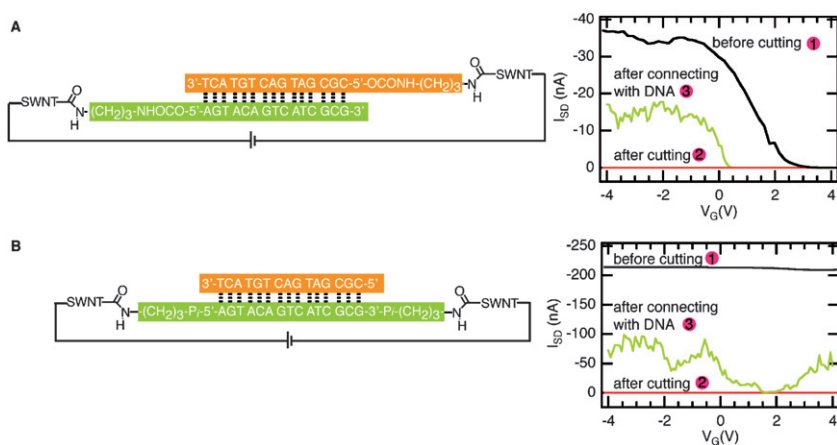 A
3'-TCA TGT CAG TAG CGC-5'-OCONH-(CH2)3
N
H
O
SWNT
SWNT
O
N
H
(CH2)3-NHOCO-5'-AGT ACA GTC ATC GCG-3'
-40
-30
-20
-10
0
ISD (nA)
before cutting 1
after connecting
with DNA 3
after cutting 2
-4 -2 0 2 4
VG(V)
B
3'-TCA TGT CAG TAG CGC-5'
SWNT
O
N
H
-(CH2)3-Pi-5'-AGT ACA GTC ATC GCG-3'-Pi-(CH2)3-
N
H
O
SWNT
-250
-200
-150
-100
-50
0
ISD (nA)
before cutting 1
after connecting
with DNA 3
after cutting 2
-4 -2 0 2 4
VG(V)